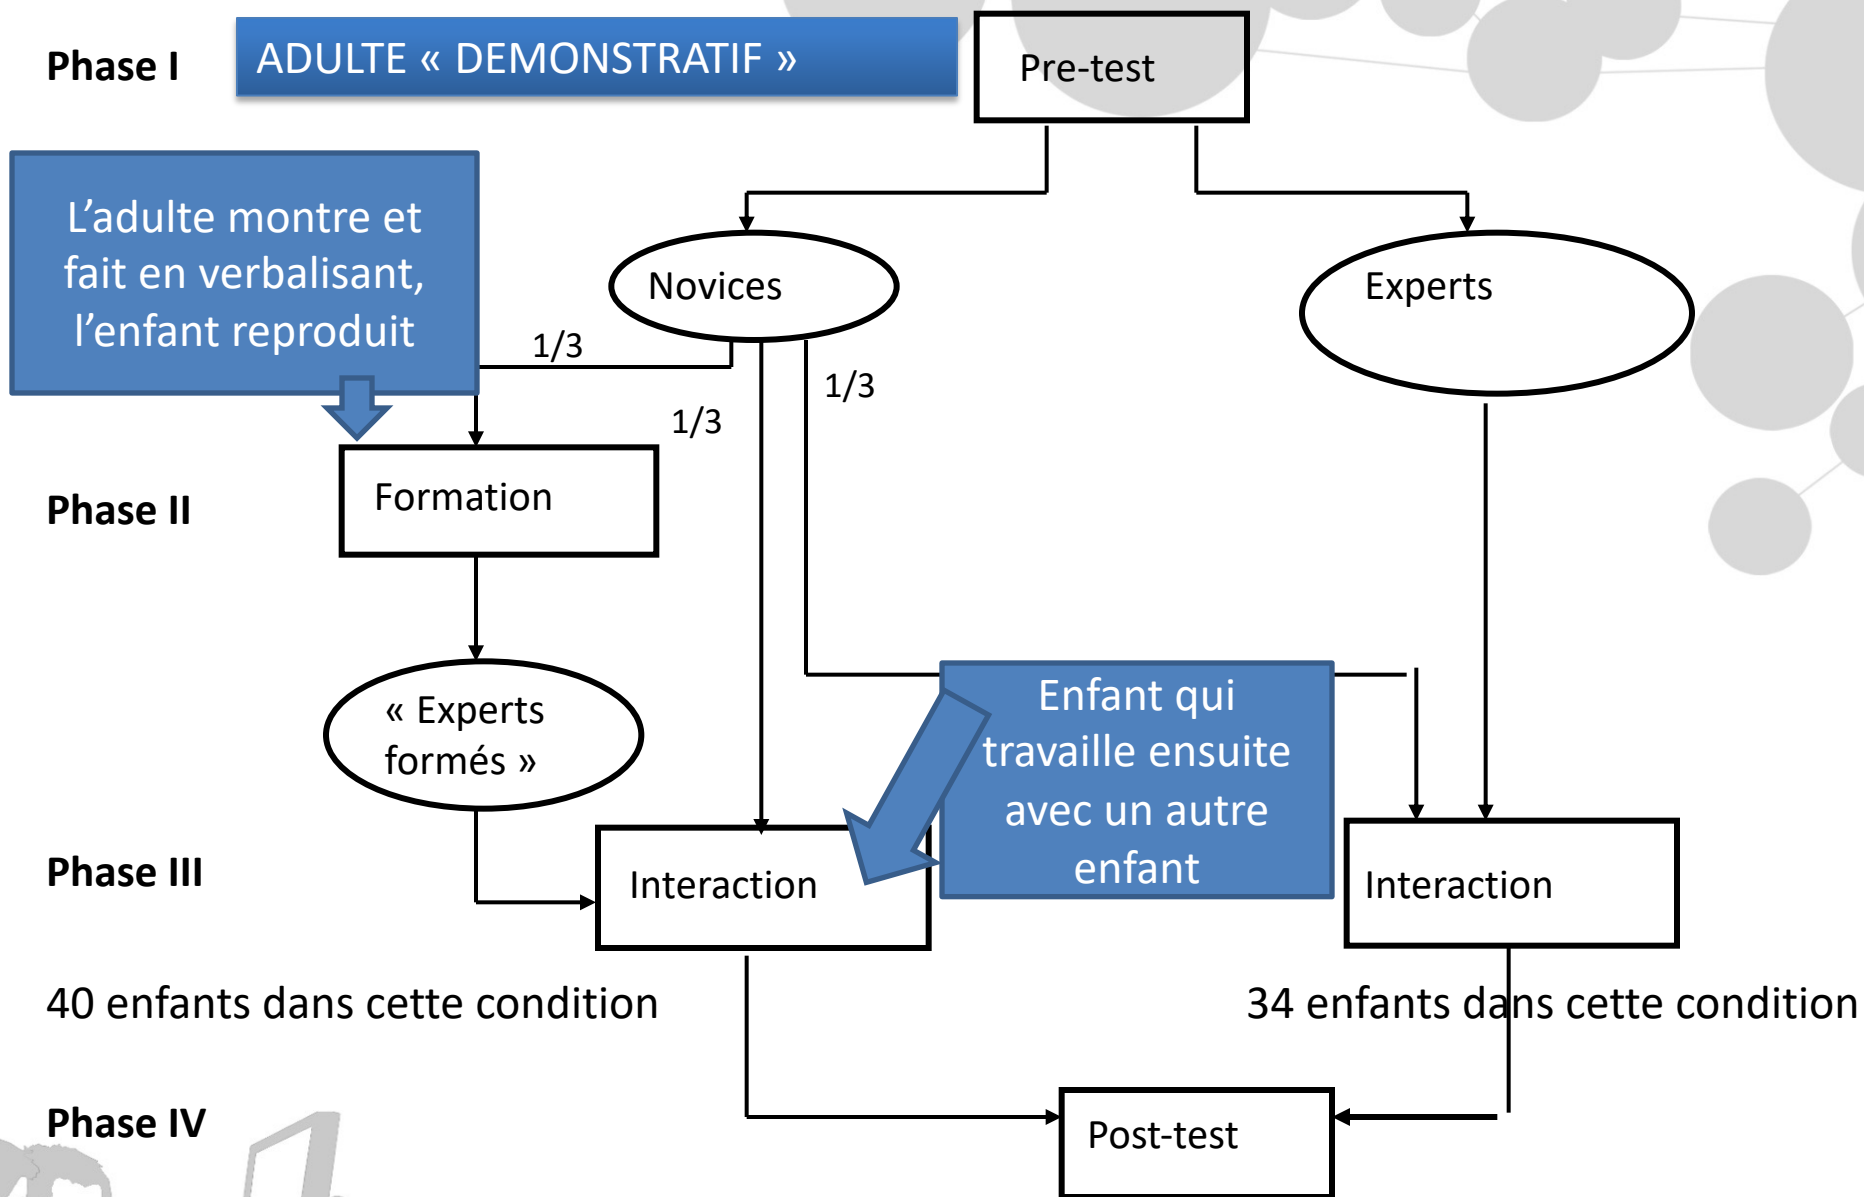 Phase I
ADULTE « DEMONSTRATIF »
Pre-test
L’adulte montre et
fait en verbalisant,
l’enfant reproduit
Novices
Experts
1/3
1/3
1/3
Phase II
Formation
« Experts
formés »
Enfant qui
travaille ensuite
avec un autre
enfant
Phase III
Interaction
Interaction
40 enfants dans cette condition
34 enfants dans cette condition
Phase IV
Post-test